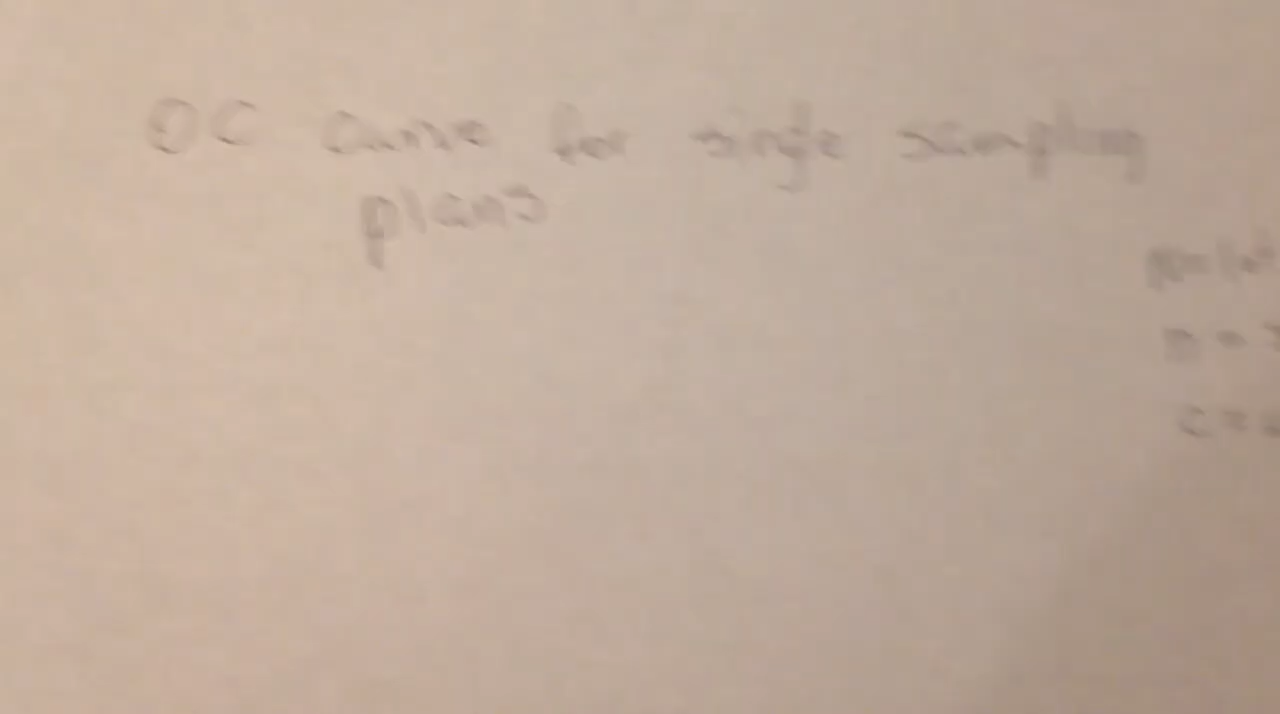 OC Curve for single sampling
plans
n =
c =